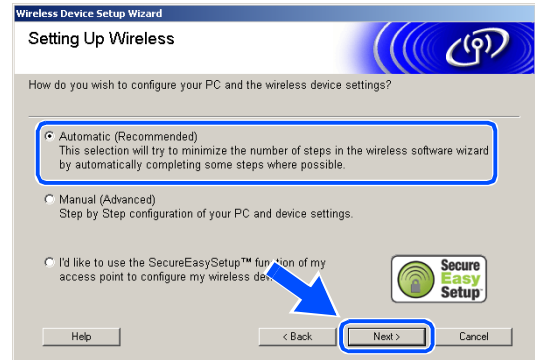 Wireless Device Setup Wizard
Setting Up Wireless
How do you wish to configure your PC and the wireless device settings?
Automatic (Recommended)
This selection will try to minimize the number of steps in the wireless software wizard
by automatically completing some steps where possible.
Manual (Advanced)
Step by Step configuration of your PC and device settings.
I'd like to use the SecureEasySetup™ function of my
access point to configure my wireless
Secure
Easy
Setup
Help
< Back
Next >
Cancel